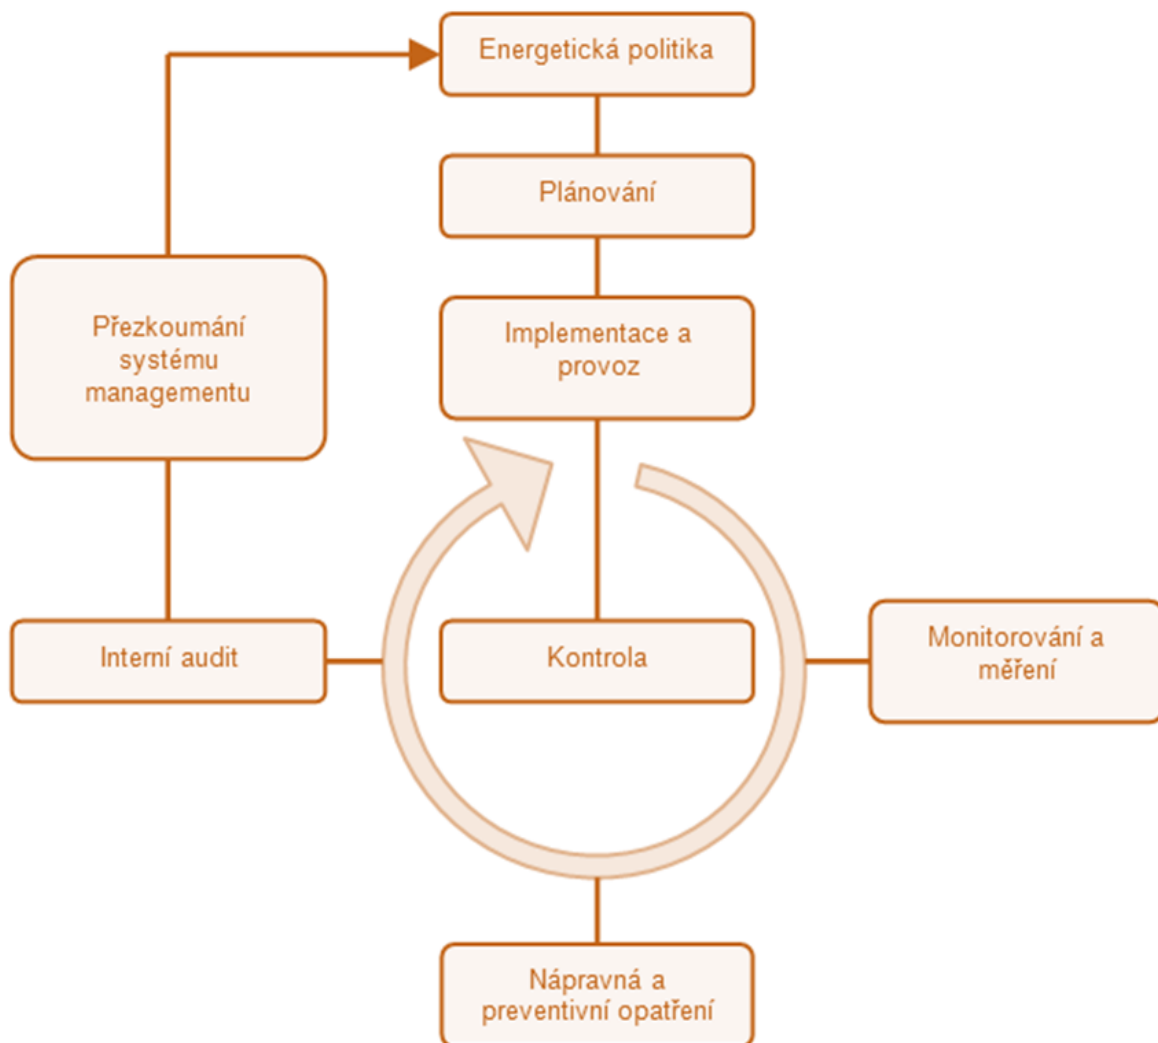 Energetická politika
Plánování
Implementace a
provoz
Přezkoumání
systému
managementu
Interní audit
Kontrola
Monitorování a
měření
Nápravná a
preventivní opatření